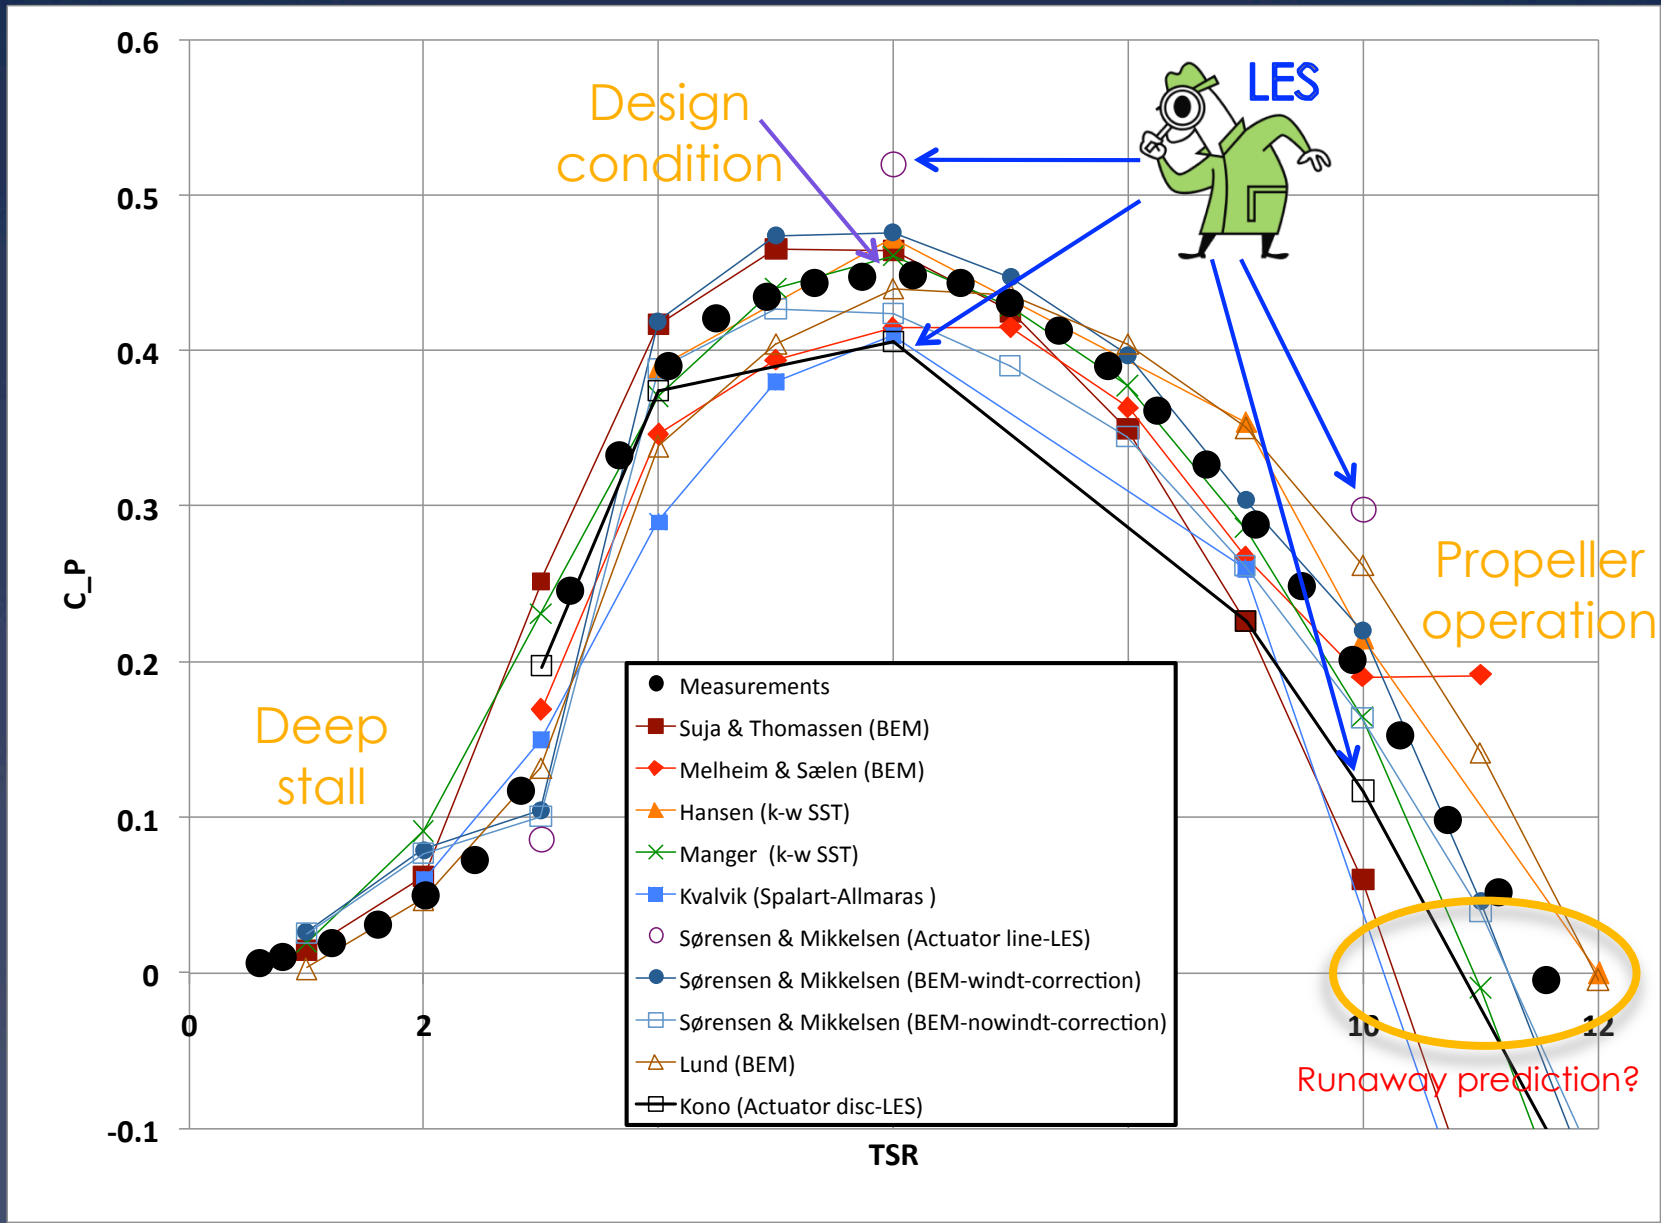 0.6
0.5
0.4
0.3
0.2
0.1
0
-0.1
C_P
0
2
10
12
TSR
Design
condition
LES
Deep
stall
Propeller
operation
Runaway prediction?
Measurements
Suja & Thomassen (BEM)
Melheim & Sælen (BEM)
Hansen (k-w SST)
Manger (k-w SST)
Kvalvik (Spalart-Allmaras )
Sørensen & Mikkelsen (Actuator line-LES)
Sørensen & Mikkelsen (BEM-windt-correction)
Sørensen & Mikkelsen (BEM-nowindt-correction)
Lund (BEM)
Kono (Actuator disc-LES)